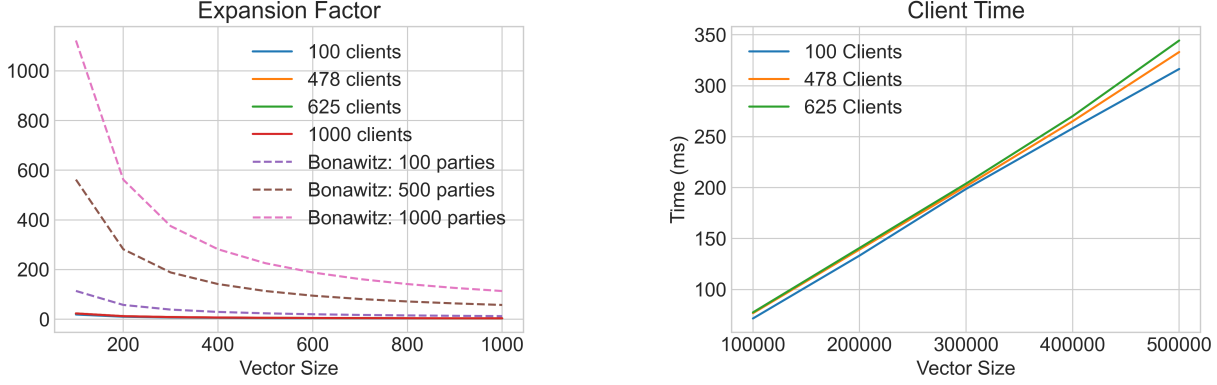 Expansion Factor
1000
800
600
400
200
0
100 clients
478 clients
625 clients
1000 clients
Bonawitz: 100 parties
Bonawitz: 500 parties
Bonawitz: 1000 parties
200 400 600 800 1000
Vector Size
Client Time
Time (ms)
350
300
250
200
150
100
100 Clients
478 Clients
625 Clients
100000 200000 300000 400000 500000
Vector Size